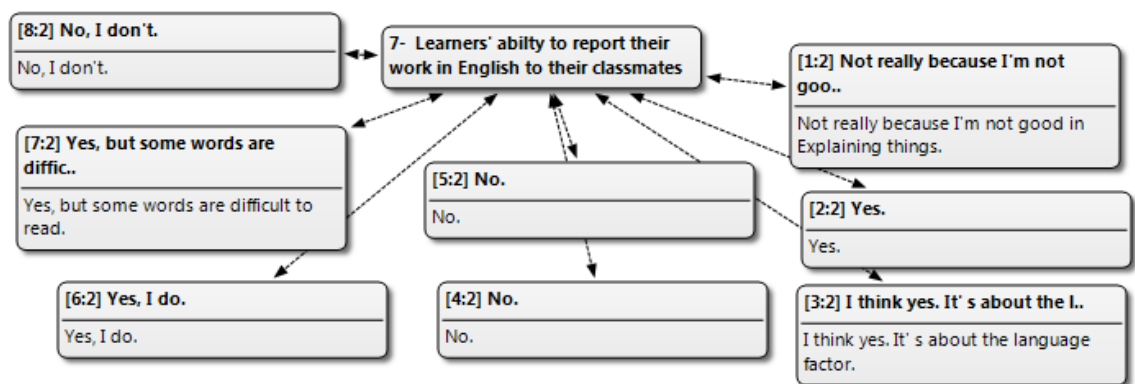 [8:2] No, I don't.
No, I don't.
7- Learners' abilty to report their
work in English to their classmates
[1:2] Not really because I'm not
goo..
Not really because I'm not good in
Explaining things.
[7:2] Yes, but some words are
diffic..
Yes, but some words are difficult to
read.
[5:2] No.
No.
[2:2] Yes.
Yes.
[6:2] Yes, I do.
Yes, I do.
[4:2] No.
No.
[3:2] I think yes. It' s about the l..
I think yes. It' s about the language
factor.